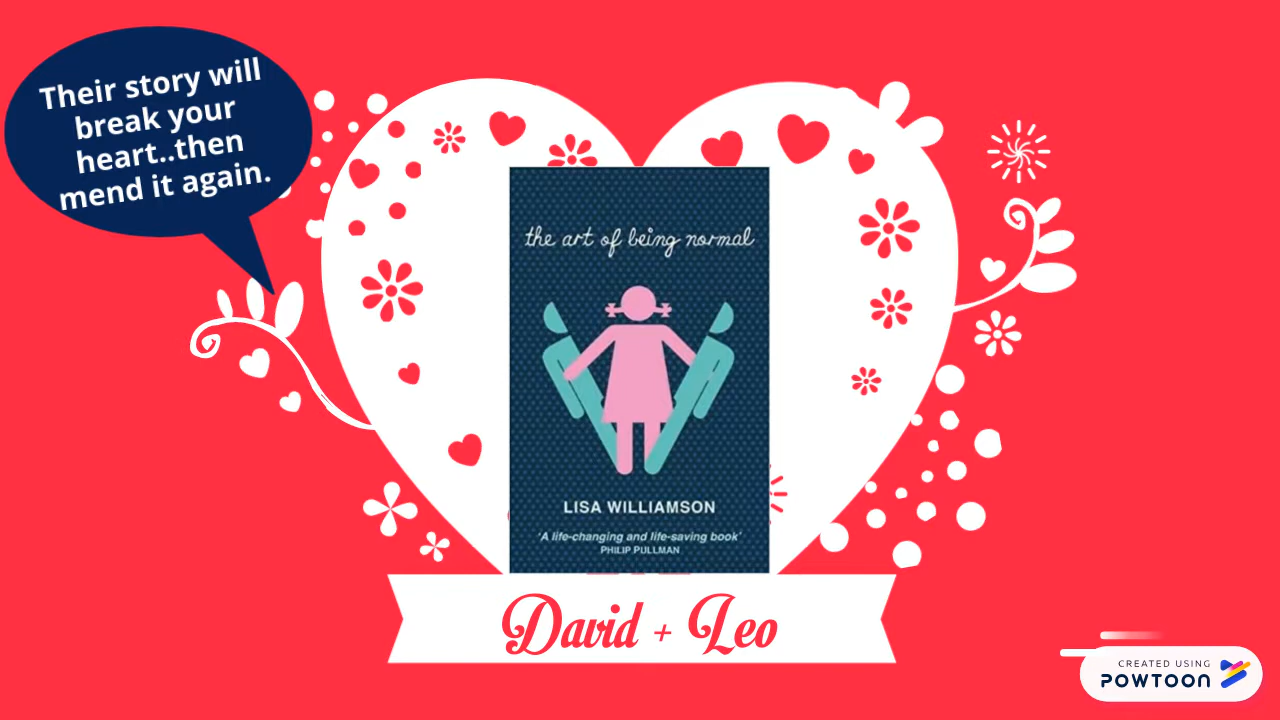 Their story will
break your
heart..then
mend it again.
the art of being normal
LISA WILLIAMSON
'A life-changing and life-saving book'
PHILIP PULLMAN
David + Leo
CREATED USING
POWTOON